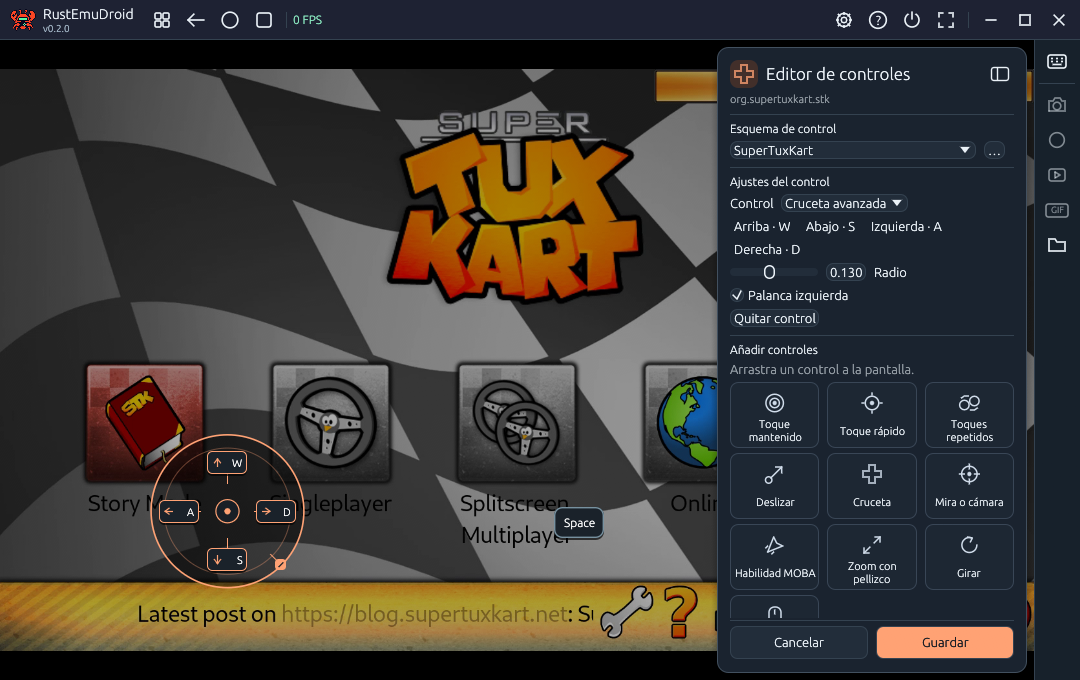 RustEmuDroid
v0.2.0
0 FPS
Editor de controles
org.supertuxkart.stk
Esquema de control
SuperTuxKart
...
Ajustes del control
Control Cruceta avanzada
Arriba · W Abajo · S Izquierda · A
Derecha · D
0.130 Radio
Palanca izquierda
Quitar control
Añadir controles
Arrastra un control a la pantalla.
Toque
mantenido
Toque rápido
Toques
repetidos
Deslizar
Cruceta
Mira o cámara
Habilidad MOBA
Zoom con
pellizco
Girar
Cancelar
Guardar
GIF
SUPER
TUX
KART
STK
Story M
gleplayer
Splitscreen
Multiplayer
Onlin
W
A
D
S
Space
Latest post on https://blog.supertuxkart.net: Su
?